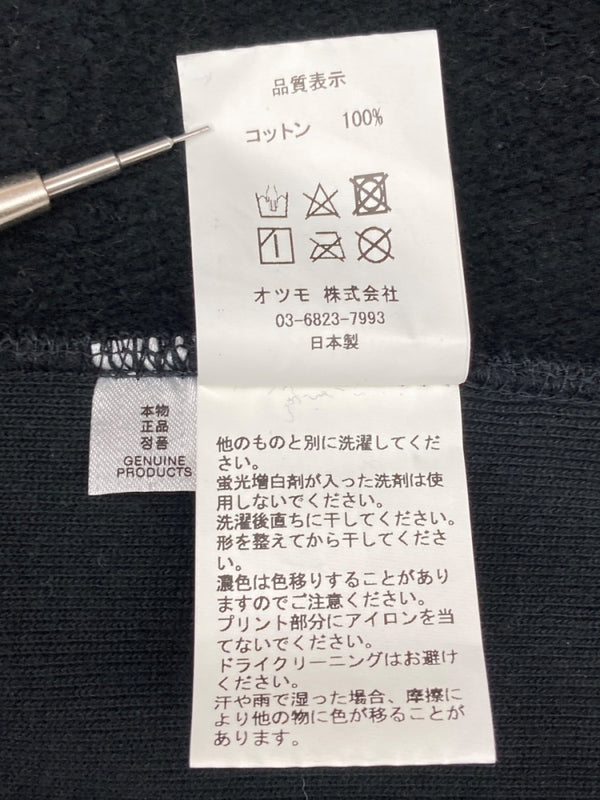 品質表示
コットン 100%
オツモ 株式会社
03-6823-7993
日本製
本物
正品
정품
GENUINE
PRODUCTS
他のものと別に洗濯してくだ
さい。
蛍光増白剤が入った洗剤は使
用しないでください。
洗濯後直ちに干してください。
形を整えてから干してくださ
い。
濃色は色移りすることがあり
ますのでご注意ください。
プリント部分にアイロンを当
てないでください。
ドライクリーニングはお避け
ください。
汗や雨で湿った場合、摩擦に
より他の物に色が移ることが
あります。